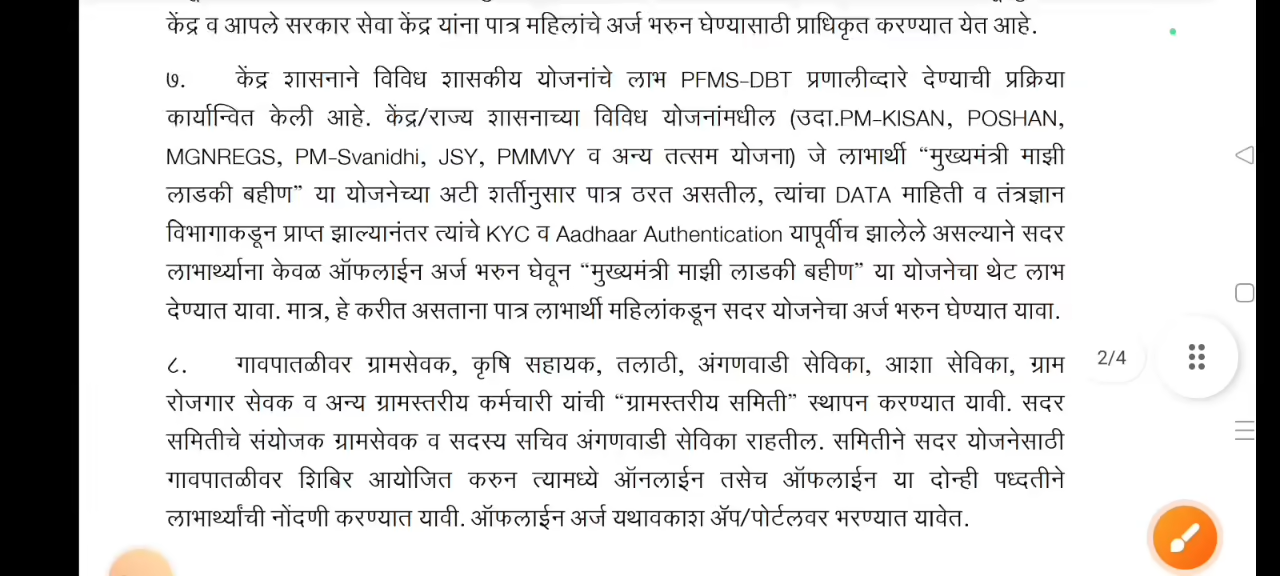 केंद्र व आपले सरकार सेवा केंद्र यांना पात्र महिलांचे अर्ज भरुन घेण्यासाठी प्राधिकृत करण्यात येत आहे.
७. केंद्र शासनाने विविध शासकीय योजनांचे लाभ PFMS-DBT प्रणालीव्दारे देण्याची प्रक्रिया
कार्यान्वित केली आहे. केंद्र/राज्य शासनाच्या विविध योजनांमधील (उदा.PM-KISAN, POSHAN,
MGNREGS, PM-Svanidhi, JSY, PMMVY व अन्य तत्सम योजना) जे लाभार्थी “मुख्यमंत्री माझी
लाडकी बहीण” या योजनेच्या अटी शर्तीनुसार पात्र ठरत असतील, त्यांचा DATA माहिती व तंत्रज्ञान
विभागाकडून प्राप्त झाल्यानंतर त्यांचे KYC व Aadhaar Authentication यापूर्वीच झालेले असल्याने सदर
लाभार्थ्याना केवळ ऑफलाईन अर्ज भरुन घेवून “मुख्यमंत्री माझी लाडकी बहीण” या योजनेचा थेट लाभ
देण्यात यावा. मात्र, हे करीत असताना पात्र लाभार्थी महिलांकडून सदर योजनेचा अर्ज भरुन घेण्यात यावा.
८. गावपातळीवर ग्रामसेवक, कृषि सहायक, तलाठी, अंगणवाडी सेविका, आशा सेविका, ग्राम
2/4
रोजगार सेवक व अन्य ग्रामस्तरीय कर्मचारी यांची “ग्रामस्तरीय समिती” स्थापन करण्यात यावी. सदर
समितीचे संयोजक ग्रामसेवक व सदस्य सचिव अंगणवाडी सेविका राहतील. समितीने सदर योजनेसाठी
गावपातळीवर शिबिर आयोजित करुन त्यामध्ये ऑनलाईन तसेच ऑफलाईन या दोन्ही पध्दतीने
लाभार्थ्यांची नोंदणी करण्यात यावी. ऑफलाईन अर्ज यथावकाश ॲप/पोर्टलवर भरण्यात यावेत.